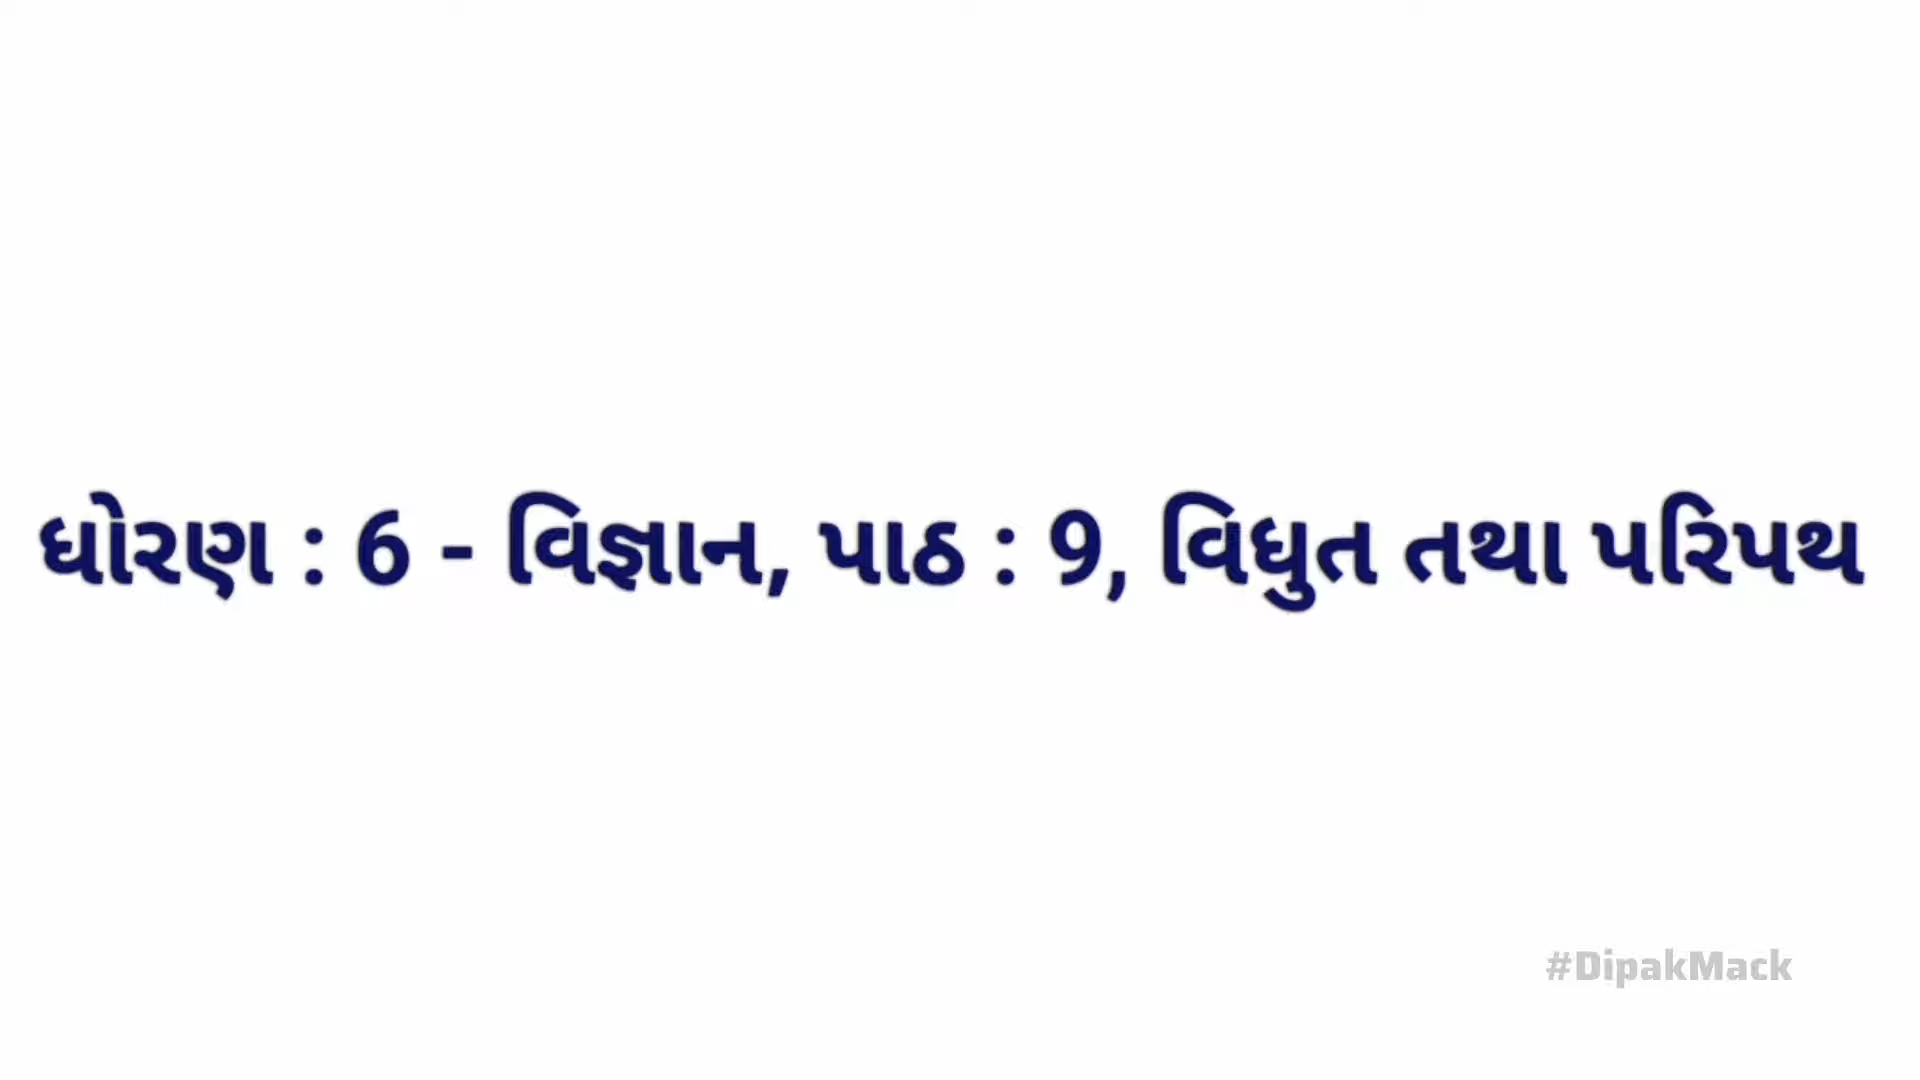 ધોરણ : 6 - વિજ્ઞાન, પાઠ : 9, વિધુત તથા પરિપથ
#DipakMack